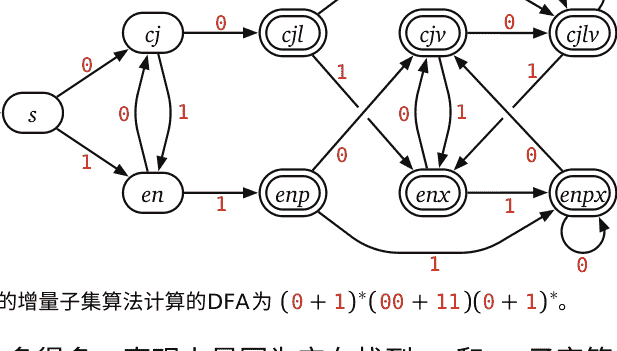 cj 0 cjl cjv 0 cjlv
0 1 1
s 0 1 0 1
1 0 0
en 1 enp enx 1 enpx
1 0
的增量子集算法计算的DFA为 (0 + 1)*(00 + 11)(0 + 1)*。